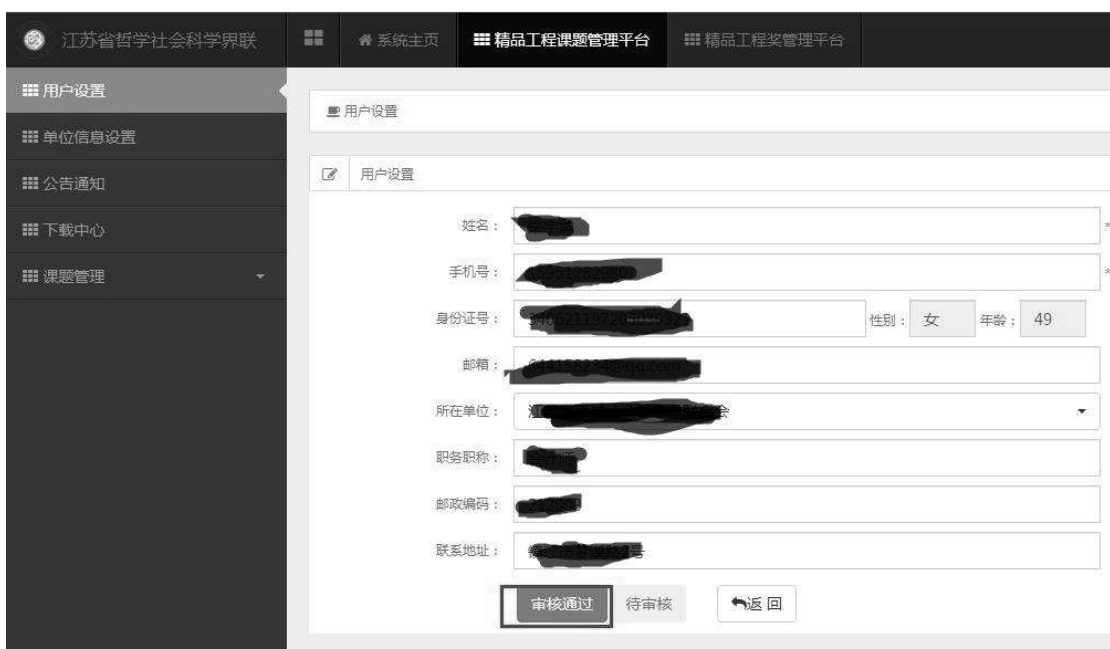 江苏省哲学社会科学界联
系统主页
精品工程课题管理平台
精品工程奖管理平台
用户设置
单位信息设置
公告通知
下载中心
课题管理
用户设置
用户设置
姓名：
*
手机号：
*
身份证号：
性别：
女
年龄：
49
邮箱：
所在单位：
会
职务职称：
邮政编码：
联系地址：
号
审核通过
待审核
返 回